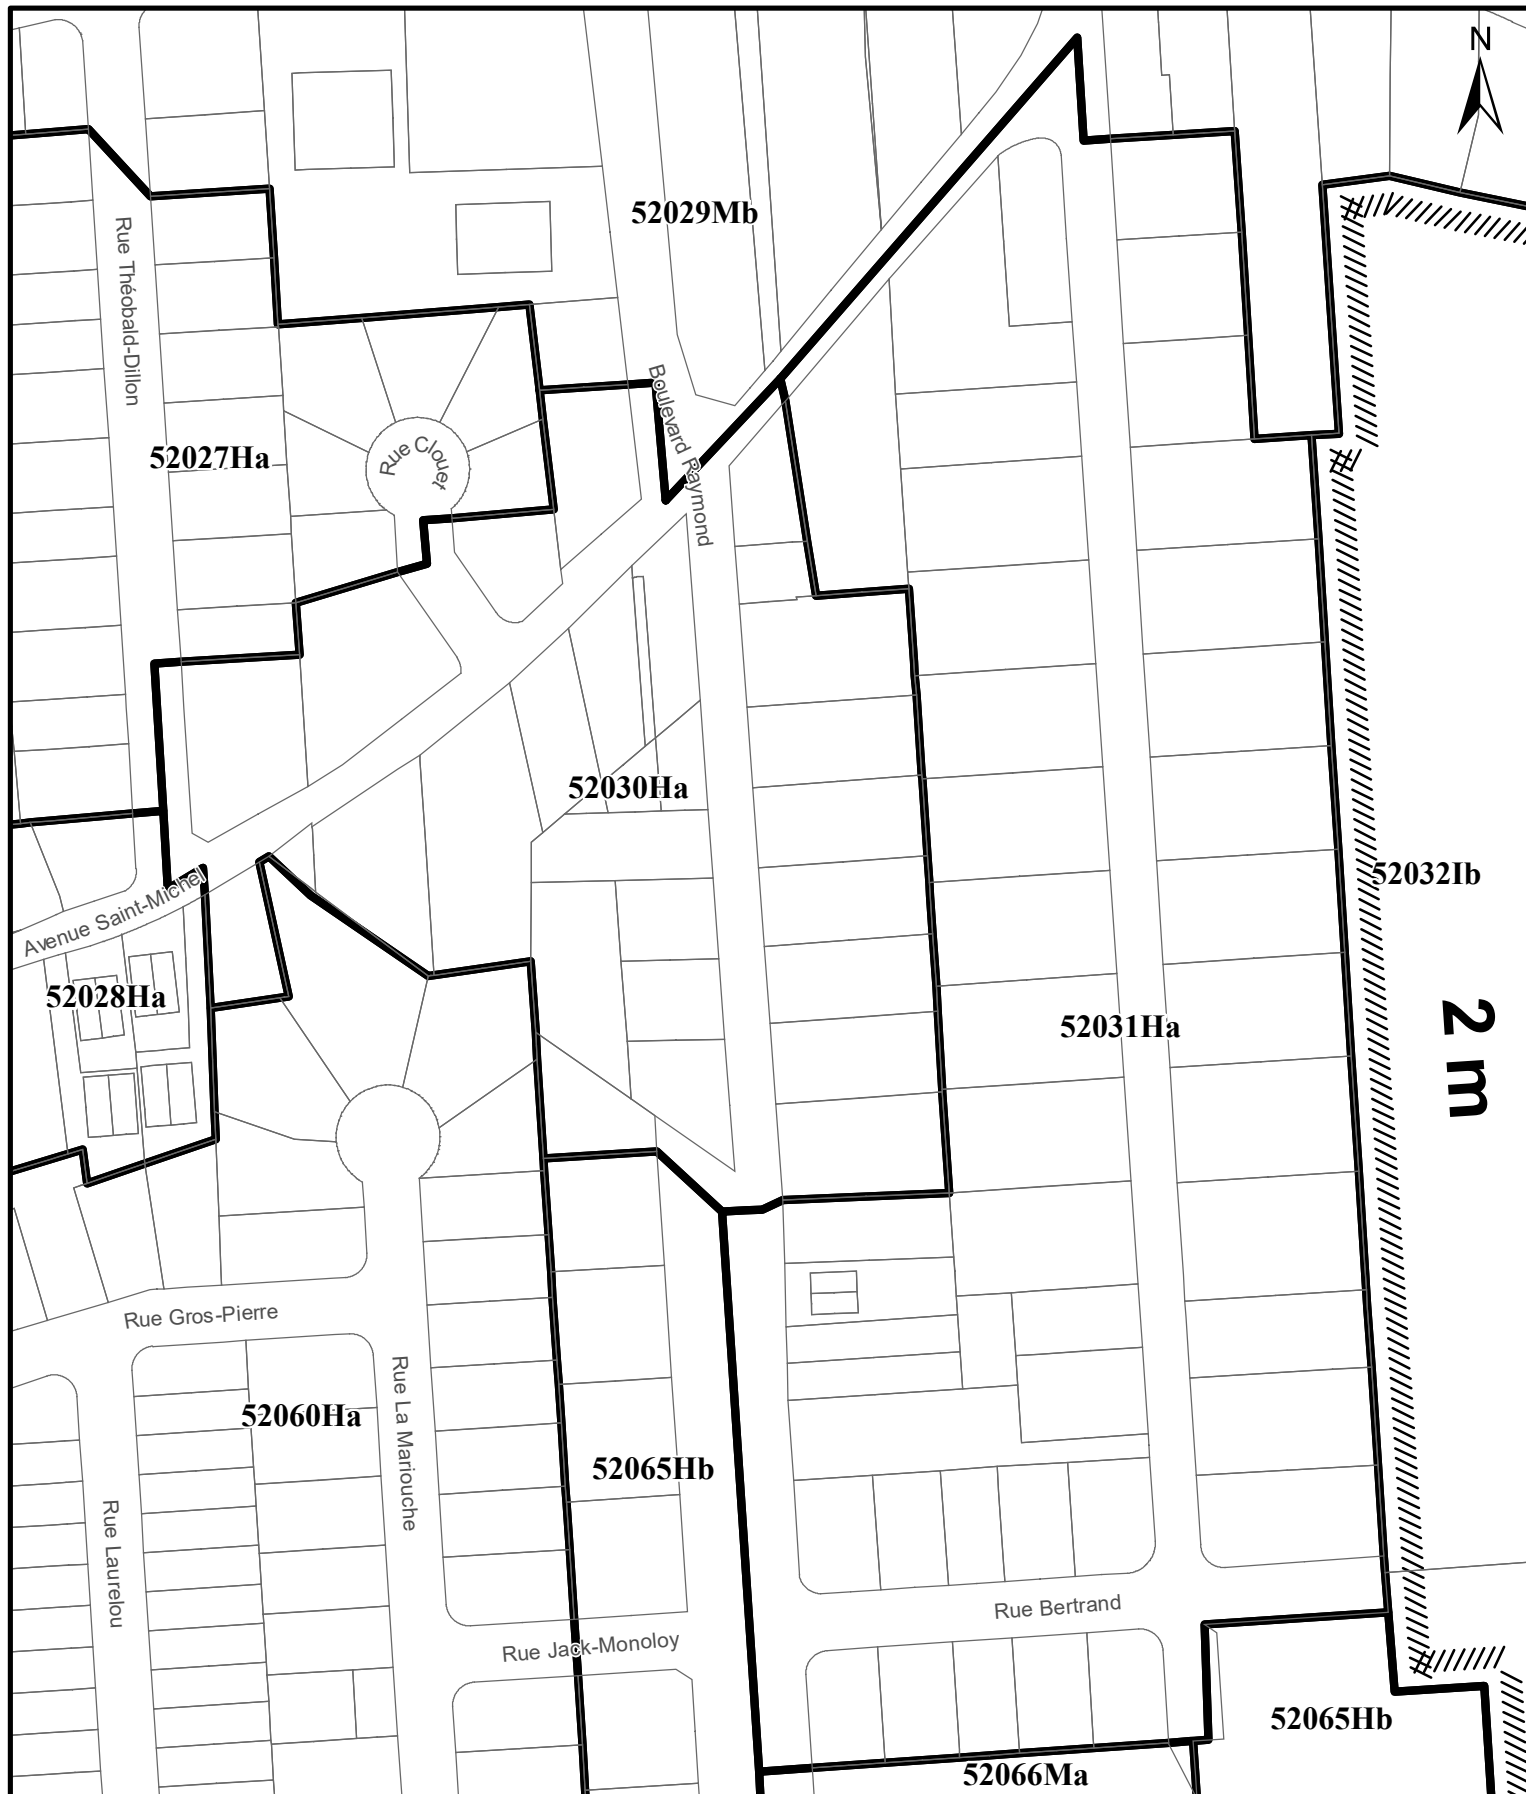 N
52029Mb
Rue Théobald-Dillon
Boulevard Raymond
52027Ha
Rue Clouet
52030Ha
52032Ib
Avenue Saint-Michel
52028Ha
52031Ha
2 m
Rue Gros-Pierre
52060Ha
Rue La Mariouche
52065Hb
Rue Laurelou
Rue Bertrand
Rue Jack-Monoloy
52065Hb
52066Ma